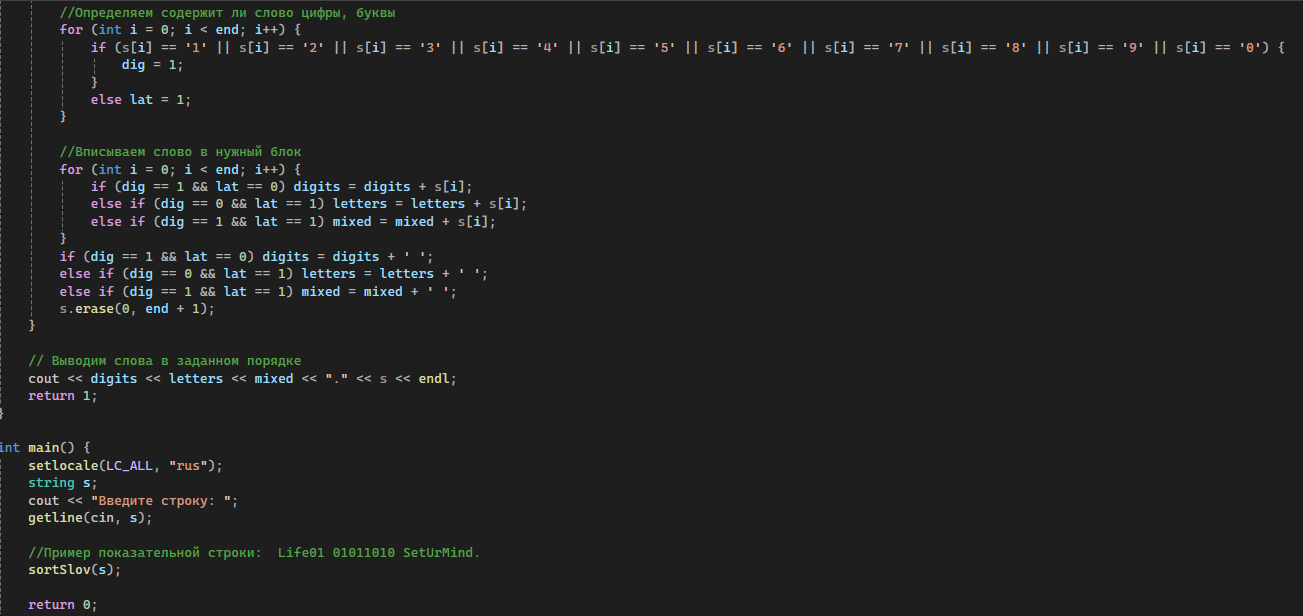 //Определяем содержит ли слово цифры, буквы
for (int i = 0; i < end; i++) {
if (s[i] == '1' || s[i] == '2' || s[i] == '3' || s[i] == '4' || s[i] == '5' || s[i] == '6' || s[i] == '7' || s[i] == '8' || s[i] == '9' || s[i] == '0') {
dig = 1;
}
else lat = 1;
}
//Вписываем слово в нужный блок
for (int i = 0; i < end; i++) {
if (dig == 1 && lat == 0) digits = digits + s[i];
else if (dig == 0 && lat == 1) letters = letters + s[i];
else if (dig == 1 && lat == 1) mixed = mixed + s[i];
}
if (dig == 1 && lat == 0) digits = digits + ' ';
else if (dig == 0 && lat == 1) letters = letters + ' ';
else if (dig == 1 && lat == 1) mixed = mixed + ' ';
s.erase(0, end + 1);
}
// Выводим слова в заданном порядке
cout << digits << letters << mixed << "." << s << endl;
return 1;
}
int main() {
setlocale(LC_ALL, "rus");
string s;
cout << "Введите строку: ";
getline(cin, s);
//Пример показательной строки:  Life01 01011010 SetUrMind.
sortSlov(s);
return 0;